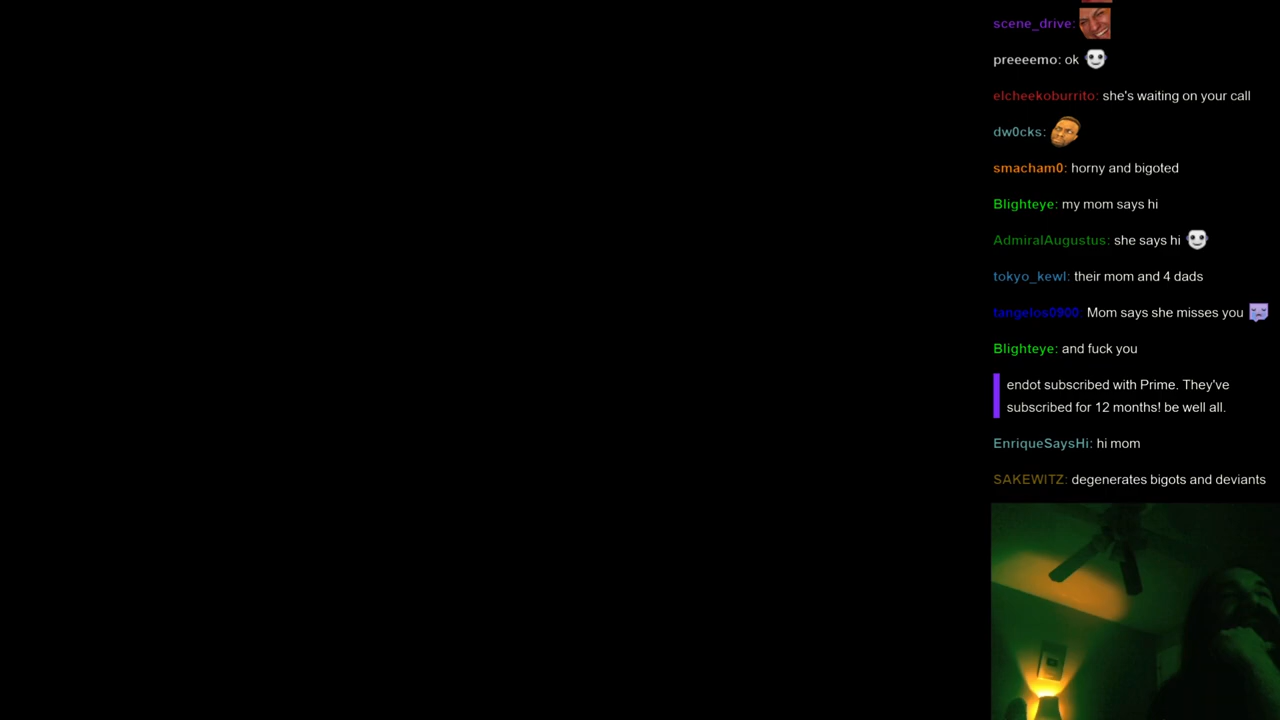 scene_drive:
preeeemo: ok
elcheekoburrito: she's waiting on your call
dw0cks:
smacham0: horny and bigoted
Blighteye: my mom says hi
AdmiralAugustus: she says hi
tokyo_kewl: their mom and 4 dads
tangelos0900: Mom says she misses you
Blighteye: and fuck you
endot subscribed with Prime. They've
subscribed for 12 months! be well all.
EnriqueSaysHi: hi mom
SAKEWITZ: degenerates bigots and deviants